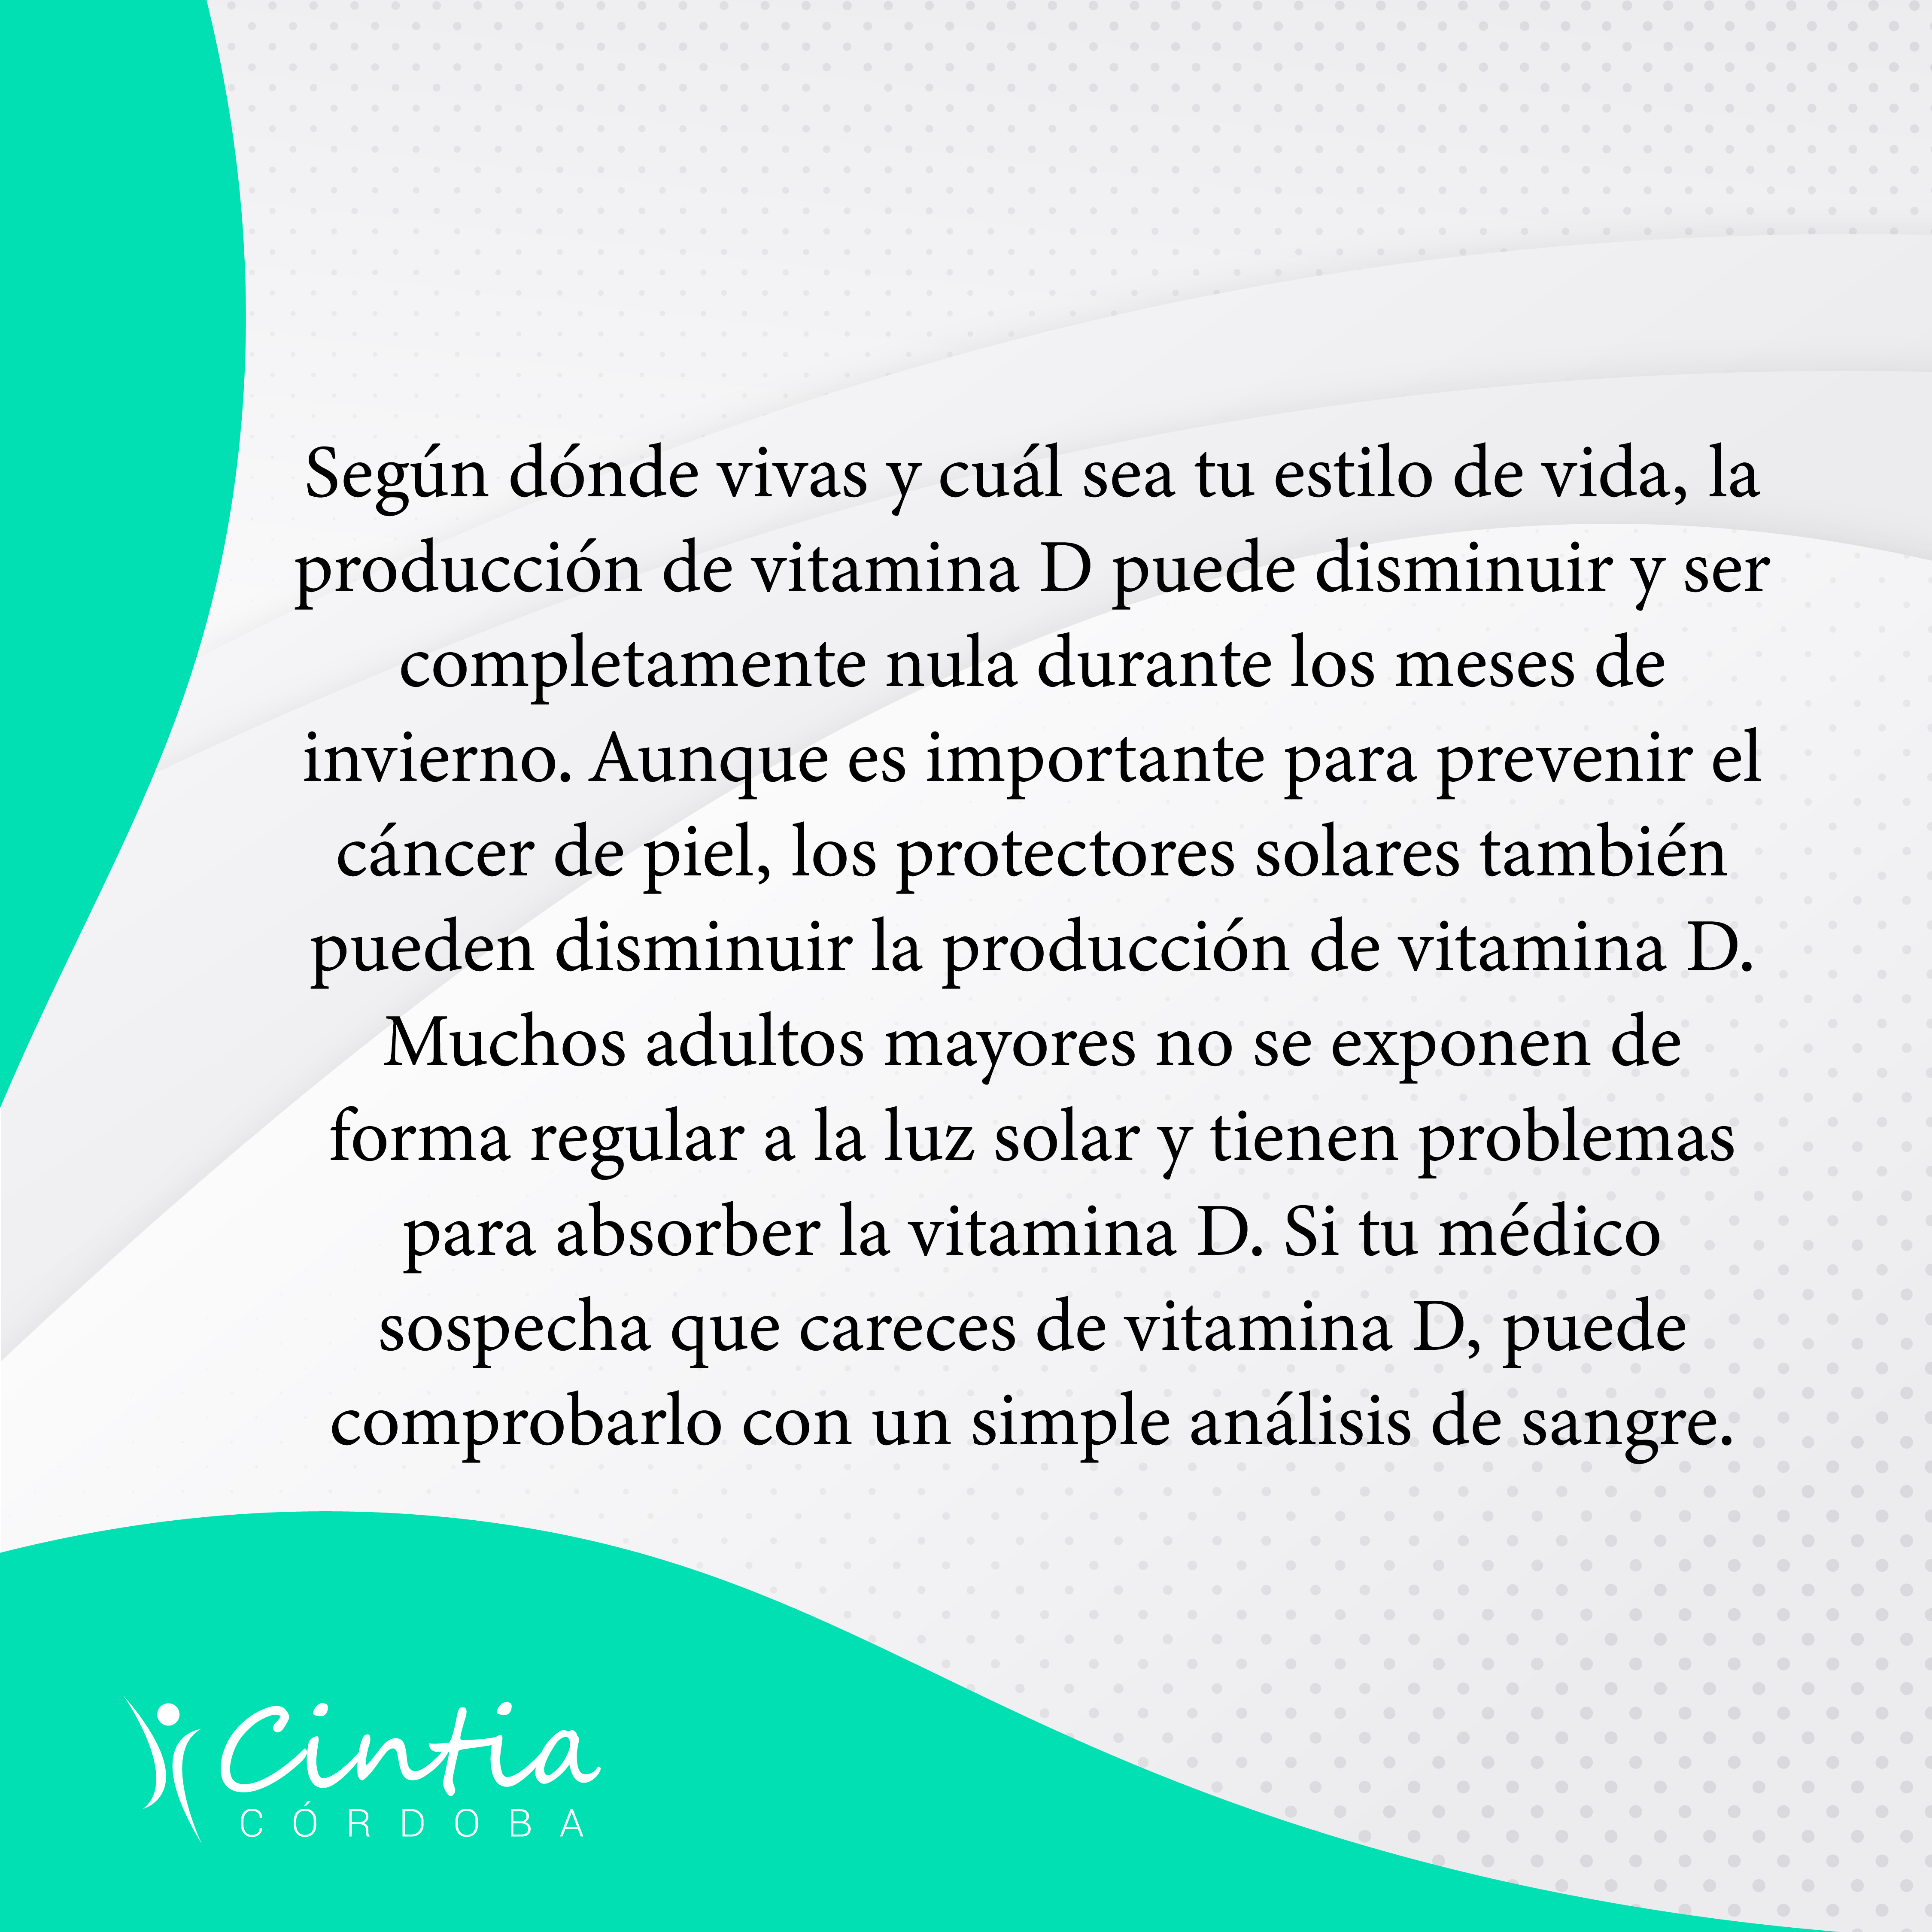 Según dónde vivas y cuál sea tu estilo de vida, la
producción de vitamina D puede disminuir y ser
completamente nula durante los meses de
invierno. Aunque es importante para prevenir el
cáncer de piel, los protectores solares también
pueden disminuir la producción de vitamina D.
Muchos adultos mayores no se exponen de
forma regular a la luz solar y tienen problemas
para absorber la vitamina D. Si tu médico
sospecha que careces de vitamina D, puede
comprobarlo con un simple análisis de sangre.
Cintia
CÓRDOBA